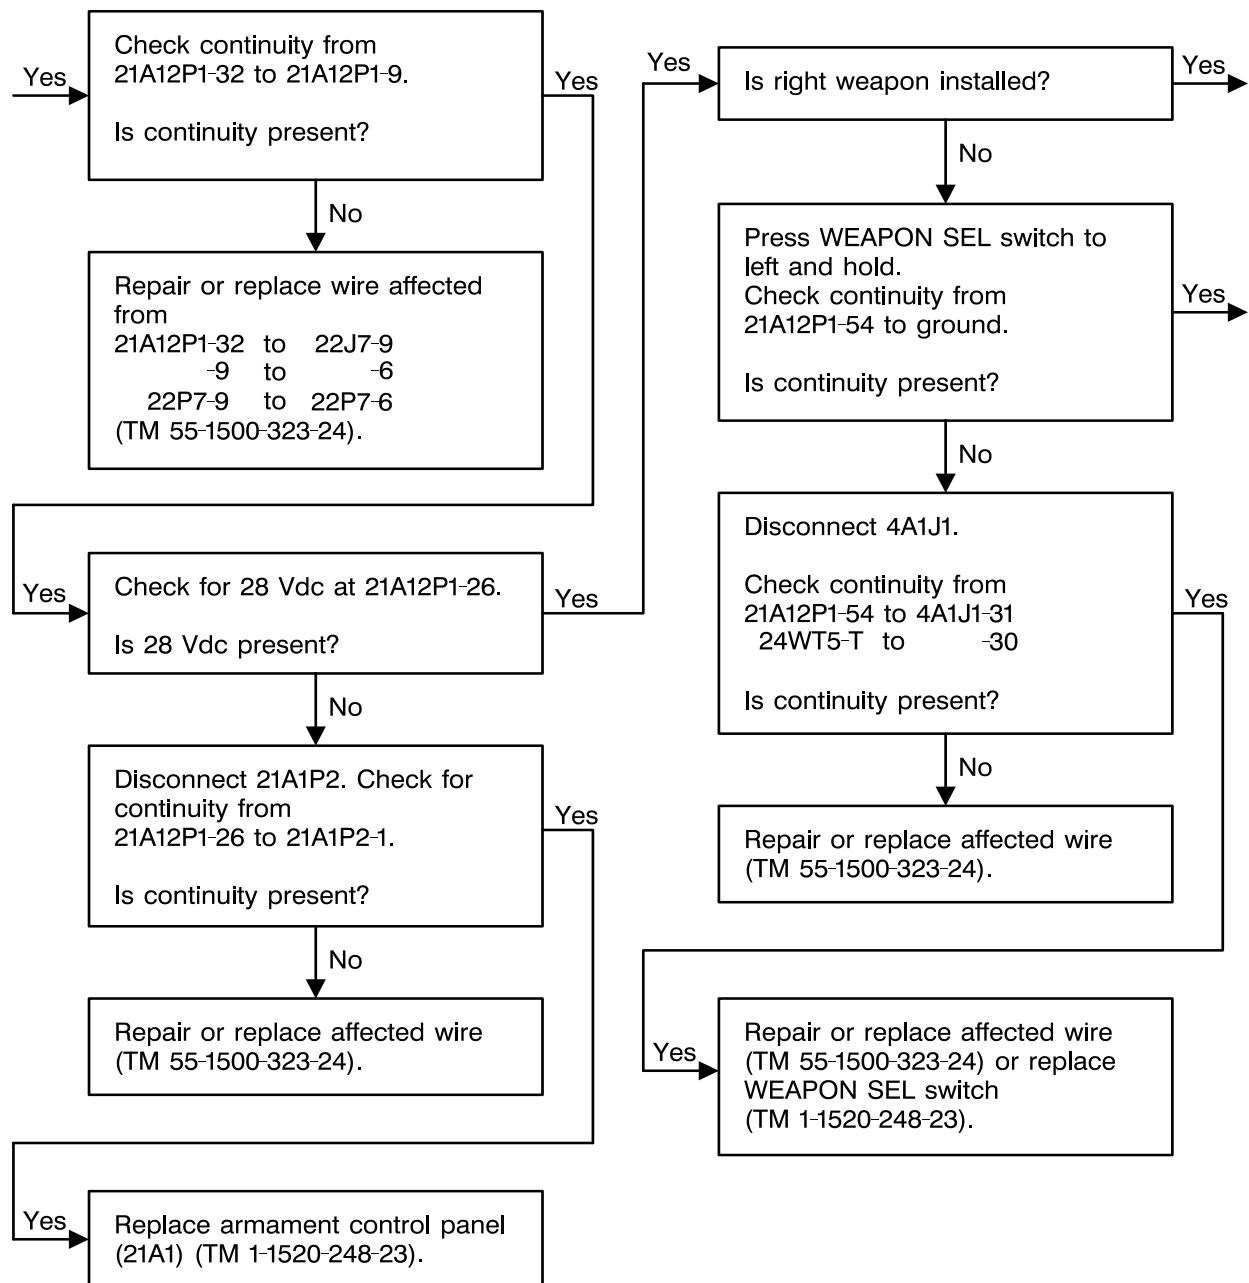 Yes
Check continuity from
21A12P1-32 to 21A12P1-9.
Is continuity present?
Yes
No
Repair or replace wire affected
from
21A12P1-32 to 22J7-9
-9 to -6
22P7-9 to 22P7-6
(TM 55-1500-323-24).
Yes
Check for 28 Vdc at 21A12P1-26.
Is 28 Vdc present?
Yes
No
Disconnect 21A1P2. Check for
continuity from
21A12P1-26 to 21A1P2-1.
Is continuity present?
Yes
No
Repair or replace affected wire
(TM 55-1500-323-24).
Yes
Replace armament control panel
(21A1) (TM 1-1520-248-23).
Yes
Is right weapon installed?
Yes
No
Press WEAPON SEL switch to
left and hold.
Check continuity from
21A12P1-54 to ground.
Is continuity present?
Yes
No
Disconnect 4A1J1.
Check continuity from
21A12P1-54 to 4A1J1-31
24WT5-T to -30
Is continuity present?
Yes
No
Repair or replace affected wire
(TM 55-1500-323-24).
Yes
Repair or replace affected wire
(TM 55-1500-323-24) or replace
WEAPON SEL switch
(TM 1-1520-248-23).